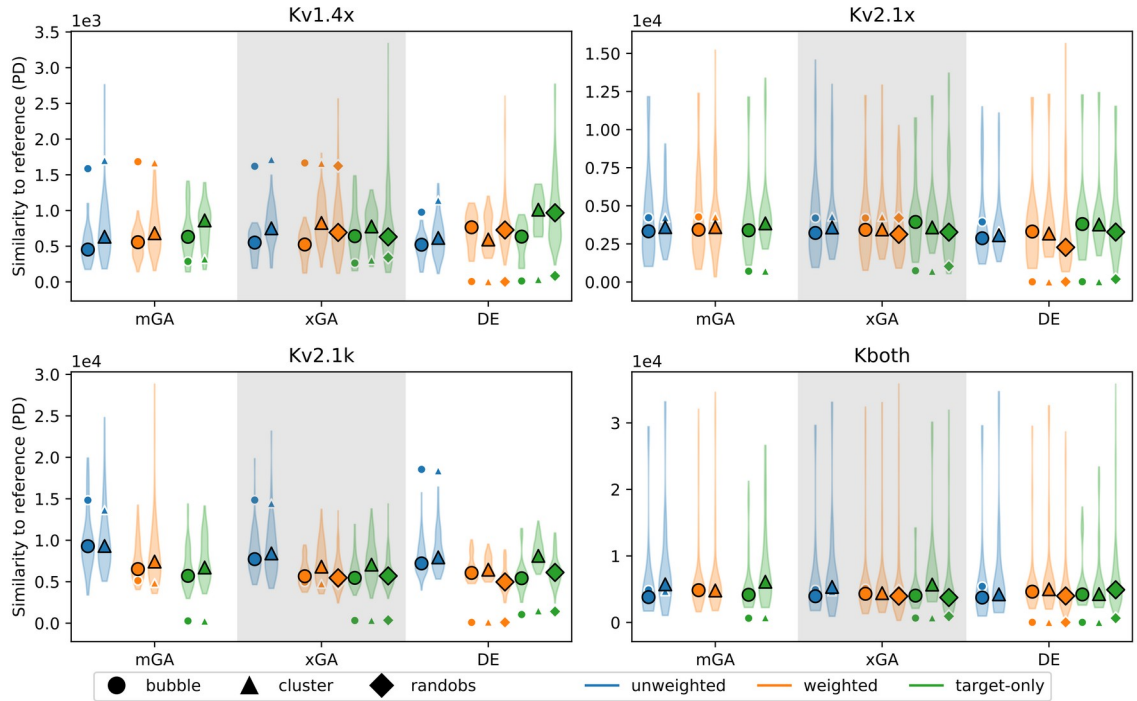 Kv1.4x
1e3
Similarity to reference (PD)
3.5
3.0
2.5
2.0
1.5
1.0
0.5
0.0
mGA
xGA
DE
Kv2.1x
1e4
1.50
1.25
1.00
0.75
0.50
0.25
0.00
mGA
xGA
DE
Kv2.1k
1e4
Similarity to reference (PD)
3.0
2.5
2.0
1.5
1.0
0.5
0.0
mGA
xGA
DE
Kboth
1e4
3
2
1
0
mGA
xGA
DE
bubble cluster randobs unweighted weighted target-only